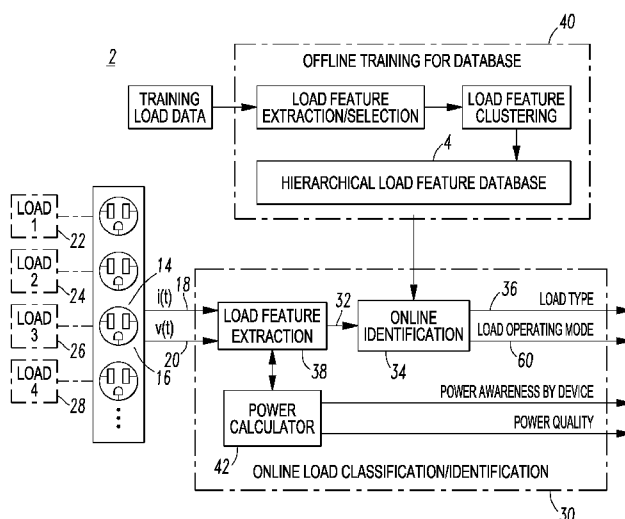 40
2
OFFLINE TRAINING FOR DATABASE
TRAINING
LOAD DATA
LOAD FEATURE
EXTRACTION/SELECTION
LOAD FEATURE
CLUSTERING
4
HIERARCHICAL LOAD FEATURE DATABASE
LOAD
1
22
LOAD
2
24
LOAD
3
26
LOAD
4
28
14
i(t)
18
v(t)
20
16
LOAD FEATURE
EXTRACTION
38
32
ONLINE
IDENTIFICATION
34
36
LOAD TYPE
LOAD OPERATING MODE
60
POWER
CALCULATOR
42
POWER AWARENESS BY DEVICE
POWER QUALITY
ONLINE LOAD CLASSIFICATION/IDENTIFICATION
30